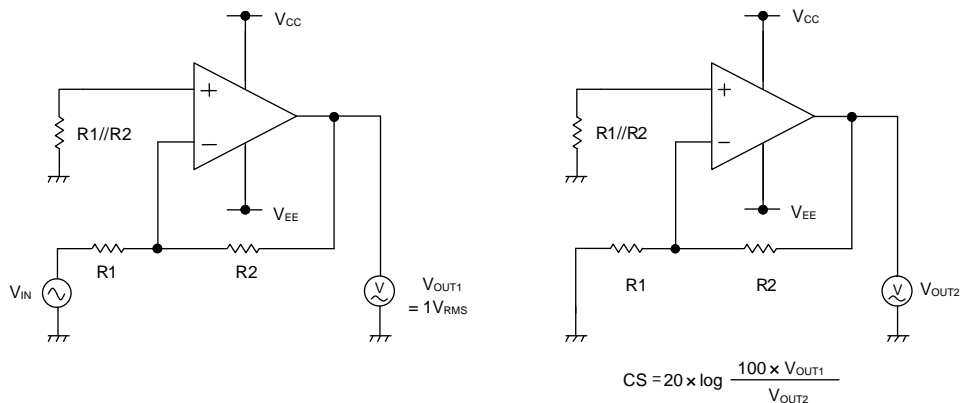 VCC
+
R1//R2
−
VEE
R1
R2
VIN
V
VOUT1
= 1VRMS
VCC
+
R1//R2
−
VEE
R1
R2
V
VOUT2
CS = 20 × log 100 × VOUT1 / VOUT2